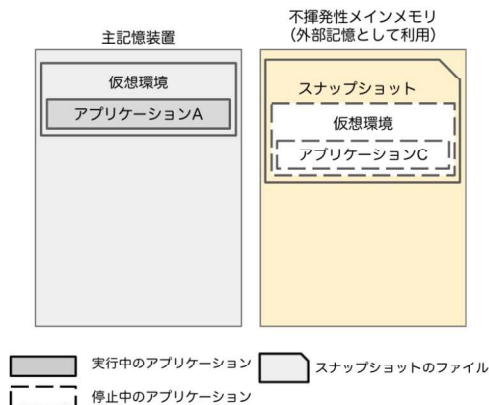 主記憶装置
不揮発性メインメモリ
（外部記憶として利用）
仮想環境
アプリケーションA
スナップショット
仮想環境
アプリケーションC
実行中のアプリケーション
スナップショットのファイル
停止中のアプリケーション